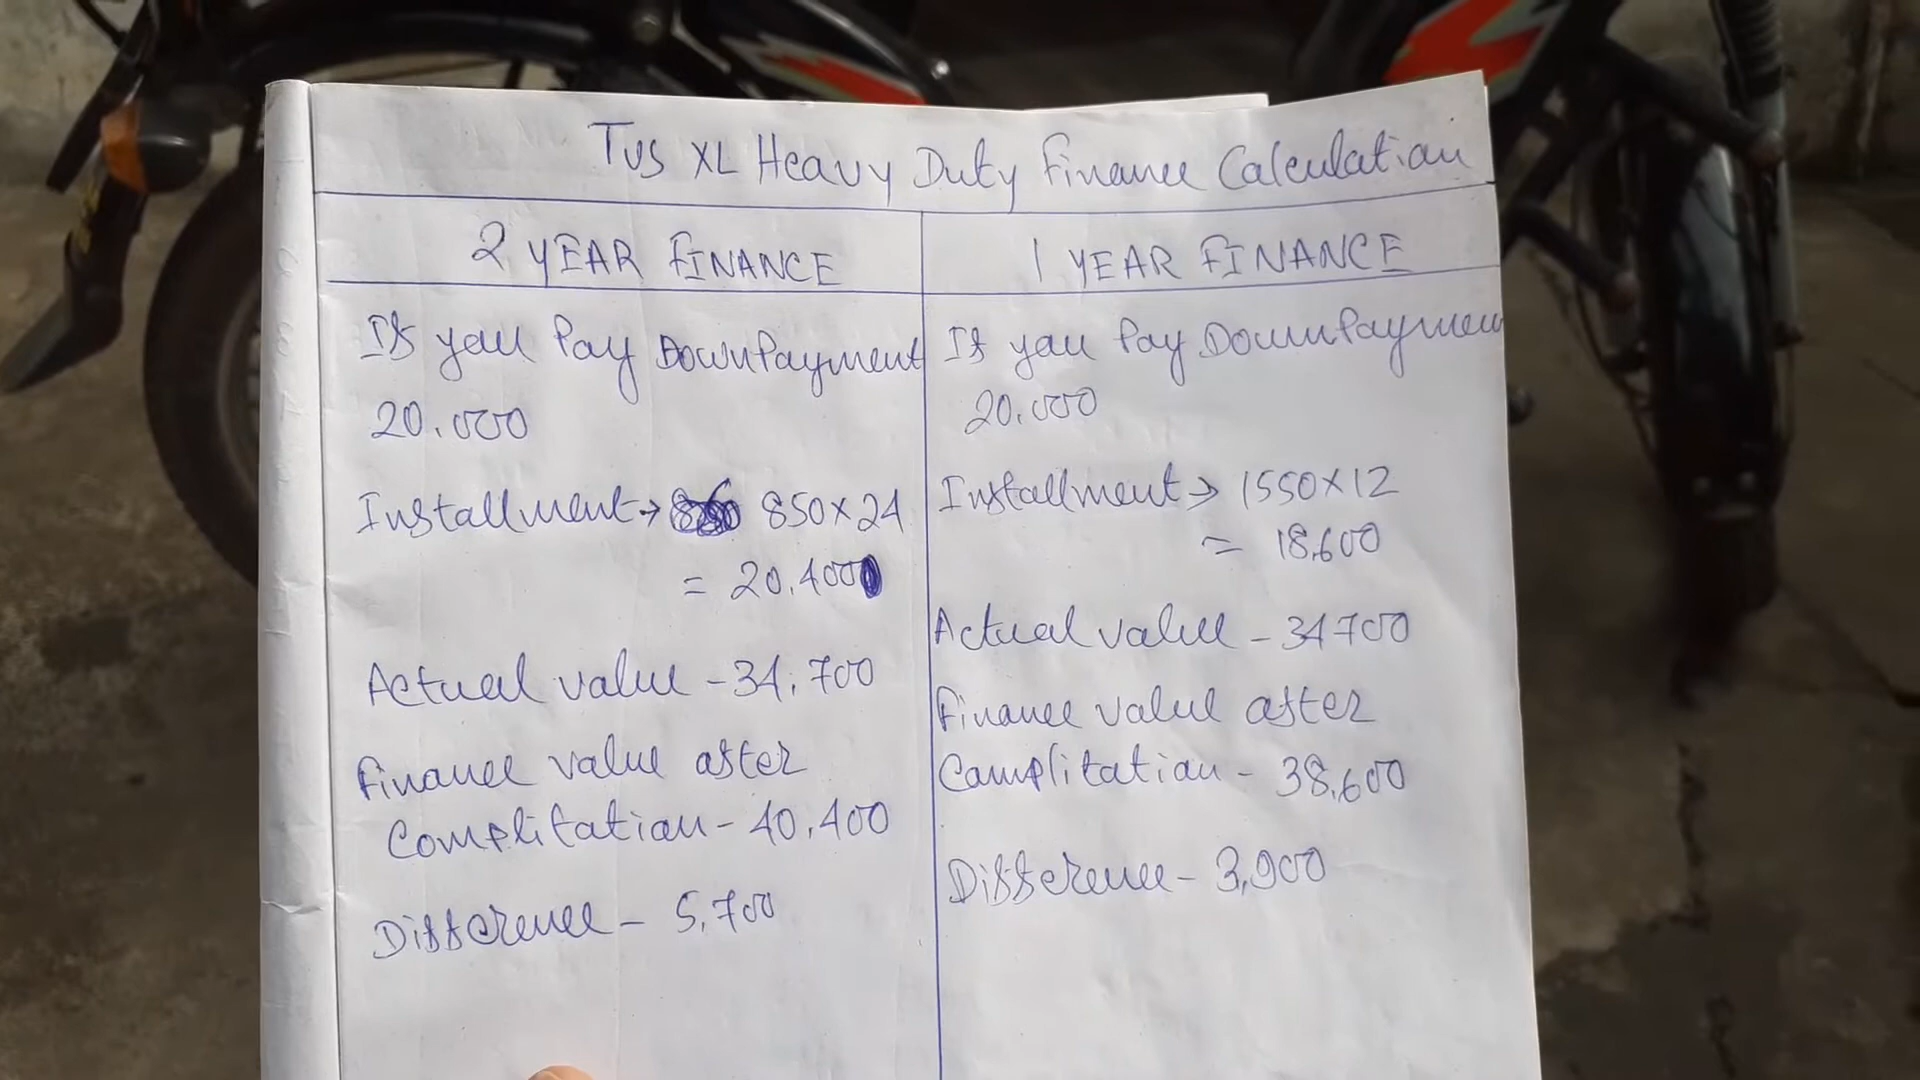 TVS XL Heavy Duty Finance Calculation
2 YEAR FINANCE
If you Pay DownPayment
20.000
Installment → 850×24
= 20.400
Actual value - 34.700
Finance value after
Complitation - 40.400
Difference - 5.700
1 YEAR FINANCE
If you Pay DownPayment
20.000
Installment → 1550×12
= 18.600
Actual value - 34700
Finance value after
Complitation - 38.600
Difference - 3,900